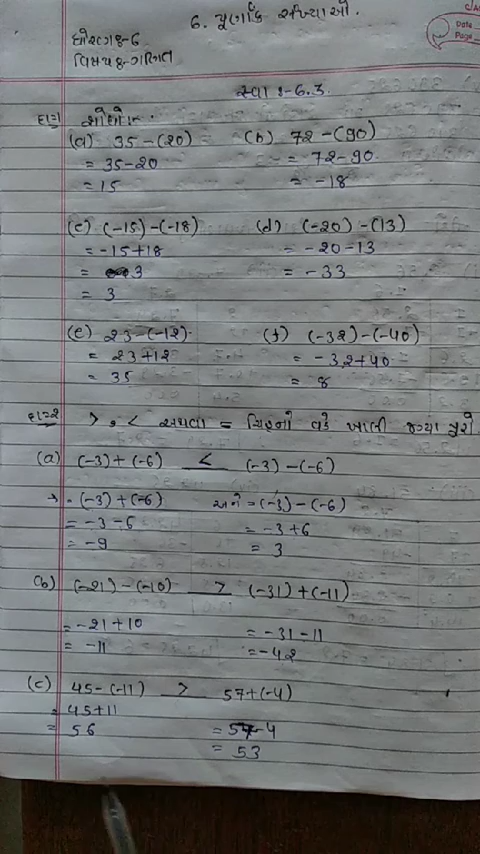 6. પૂર્ણાંક સંખ્યાઓ.
Date
Page
ધોરણઃ-6
વિષયઃ-ગણિત
સ્વા :- 6.3.
દા=1 શોધો :-
(a) 35-(20) (b) 72-(90)
= 35-20 = 72-90
= 15 = -18
(c) (-15)-(-18) (d) (-20)-(13)
= -15+18 = -20-13
= 3 = -33
= 3
(e) 23-(-12) (f) (-32)-(-40)
= 23+12 = -32+40
= 35 = 8
દા=2 >, < અથવા = ચિહ્નનો વડે ખાલી જગ્યા પૂરો
(a) (-3)+(-6) < (-3)-(-6)
→ = (-3)+(-6) અને = (-3)-(-6)
= -3-6 = -3+6
= -9 = 3
(b) (-21)-(-10) > (-31)+(-11)
= -21+10 = -31-11
= -11 = -42
(c) 45-(-11) > 57+(-4)
= 45+11
= 56 = 57-4
= 53